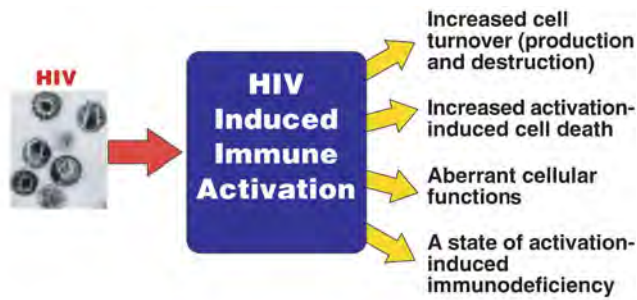 HIV
HIV
Induced
Immune
Activation
Increased cell
turnover (production
and destruction)
Increased activation-
induced cell death
Aberrant cellular
functions
A state of activation-
induced
immunodeficiency